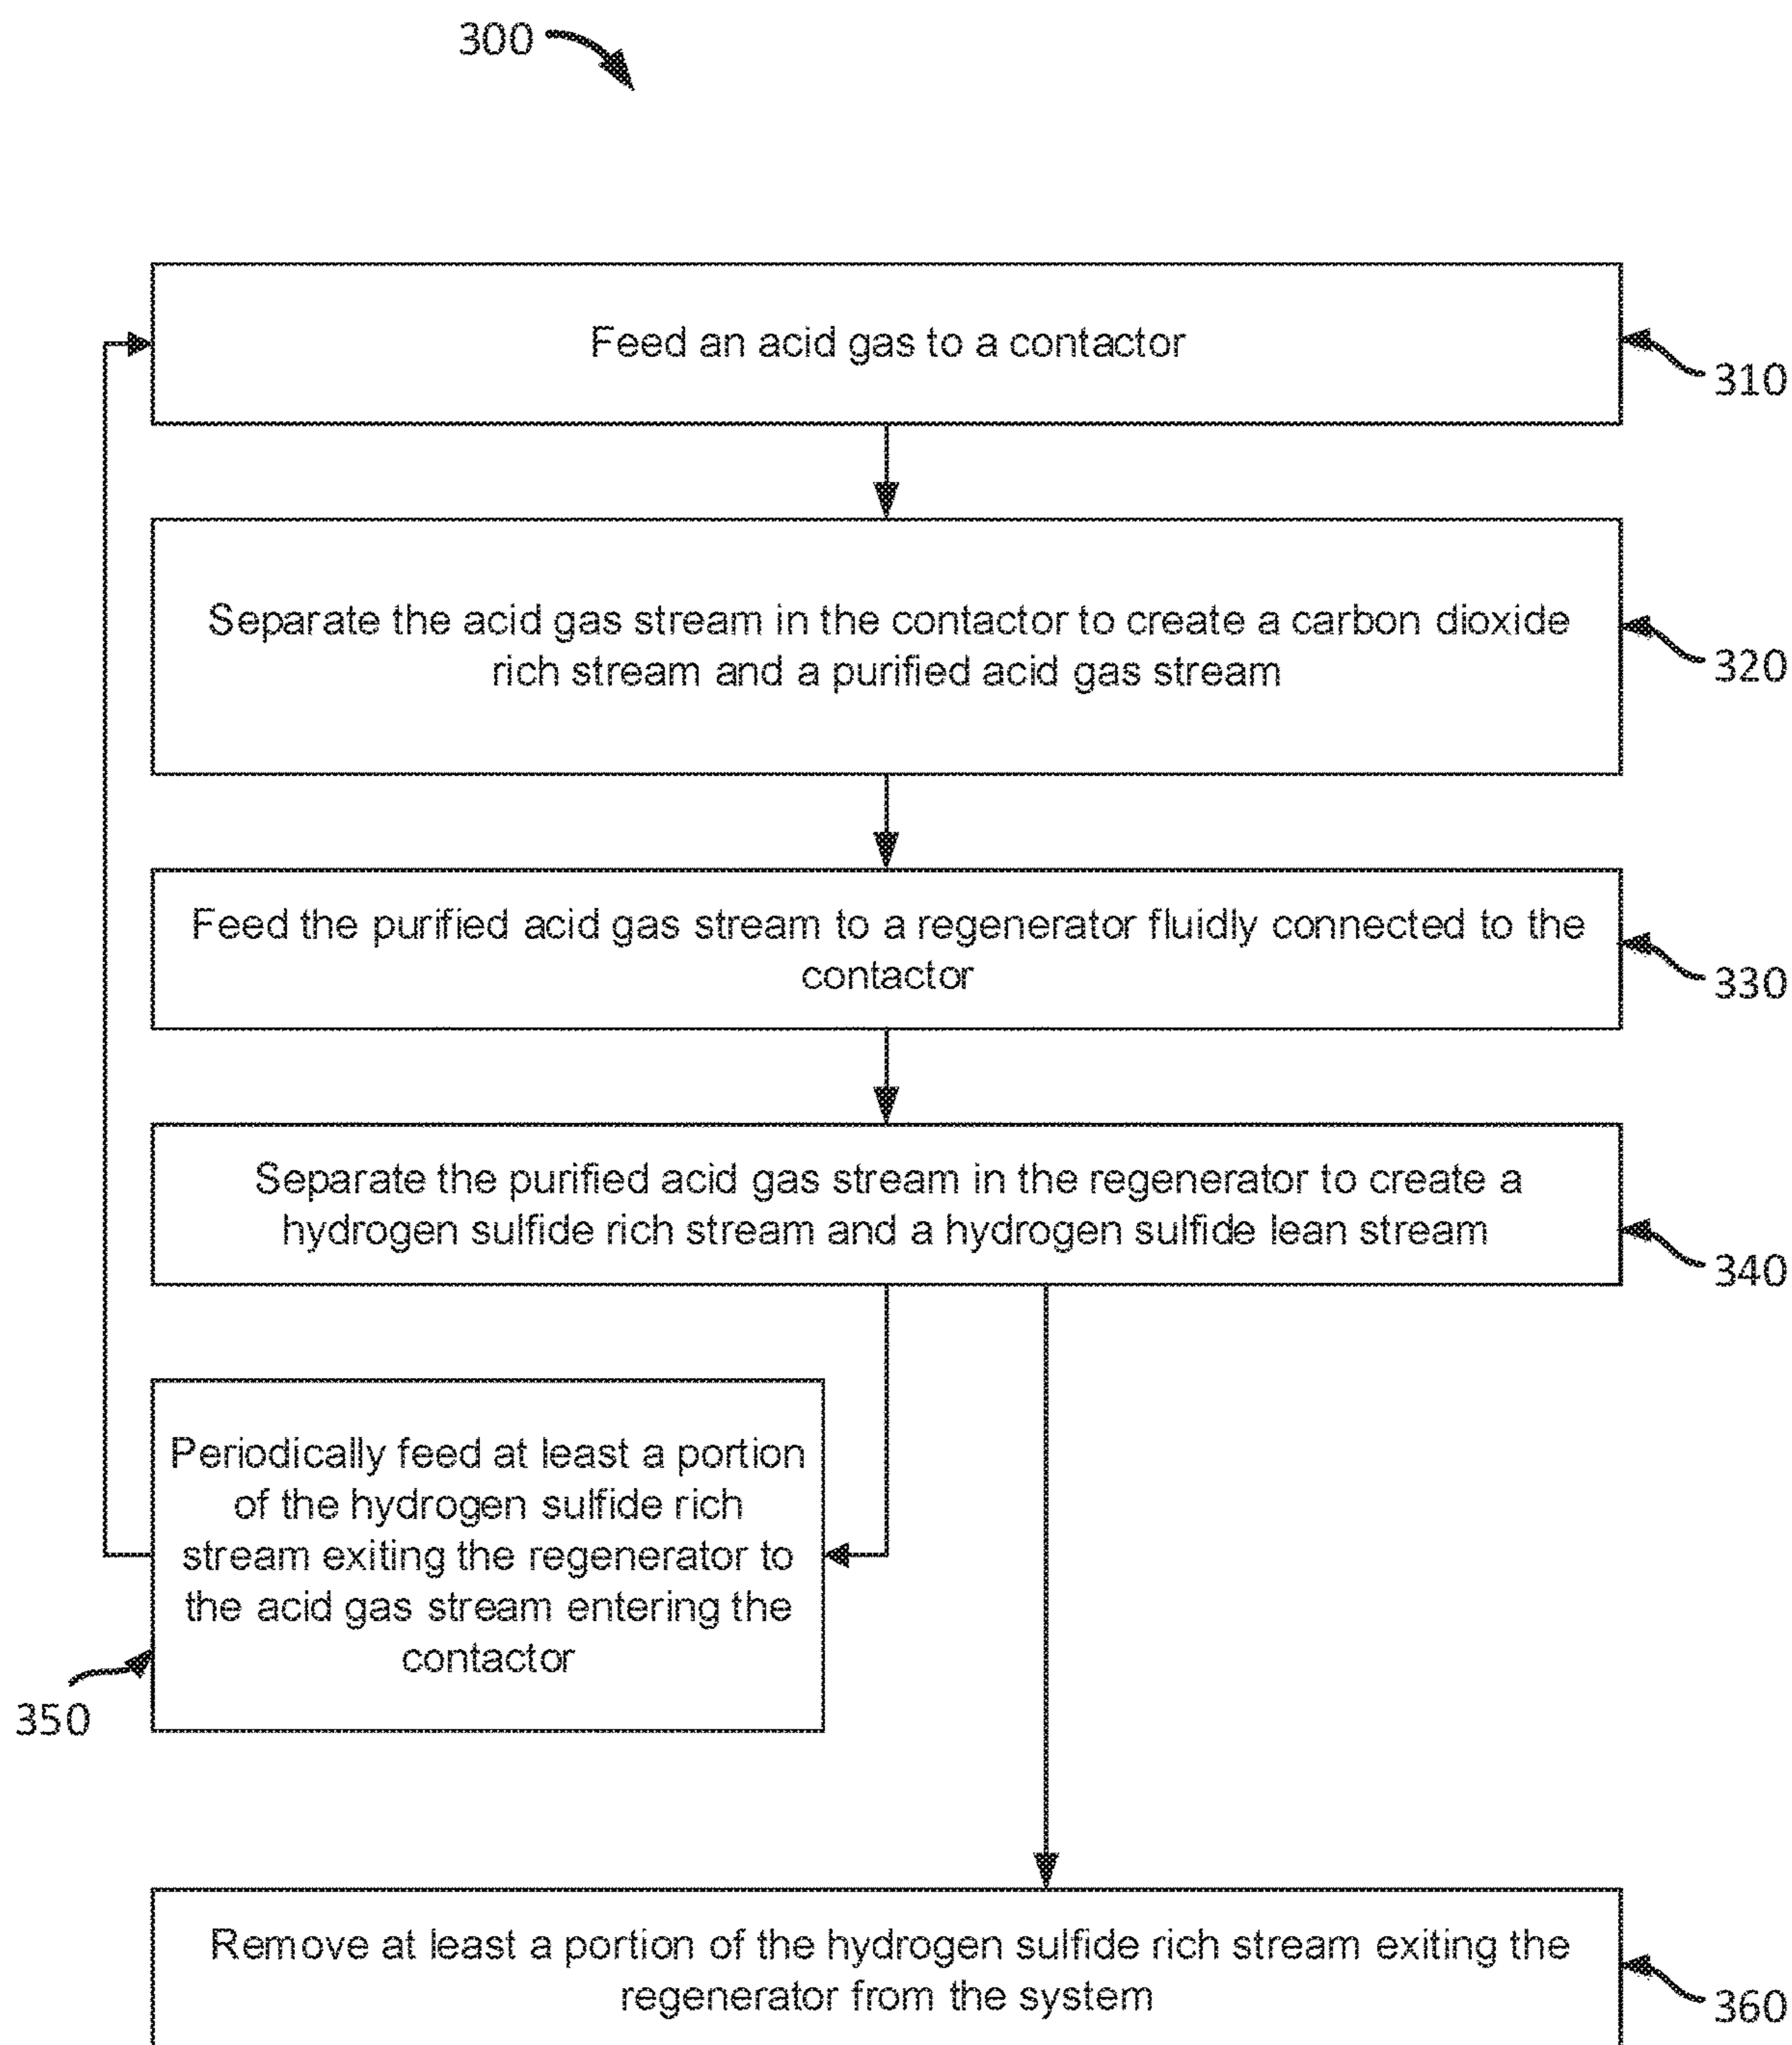 300
Feed an acid gas to a contactor
310
Separate the acid gas stream in the contactor to create a carbon dioxide
rich stream and a purified acid gas stream
320
Feed the purified acid gas stream to a regenerator fluidly connected to the
contactor
330
Separate the purified acid gas stream in the regenerator to create a
hydrogen sulfide rich stream and a hydrogen sulfide lean stream
340
Periodically feed at least a portion
of the hydrogen sulfide rich
stream exiting the regenerator to
the acid gas stream entering the
contactor
350
Remove at least a portion of the hydrogen sulfide rich stream exiting the
regenerator from the system
360